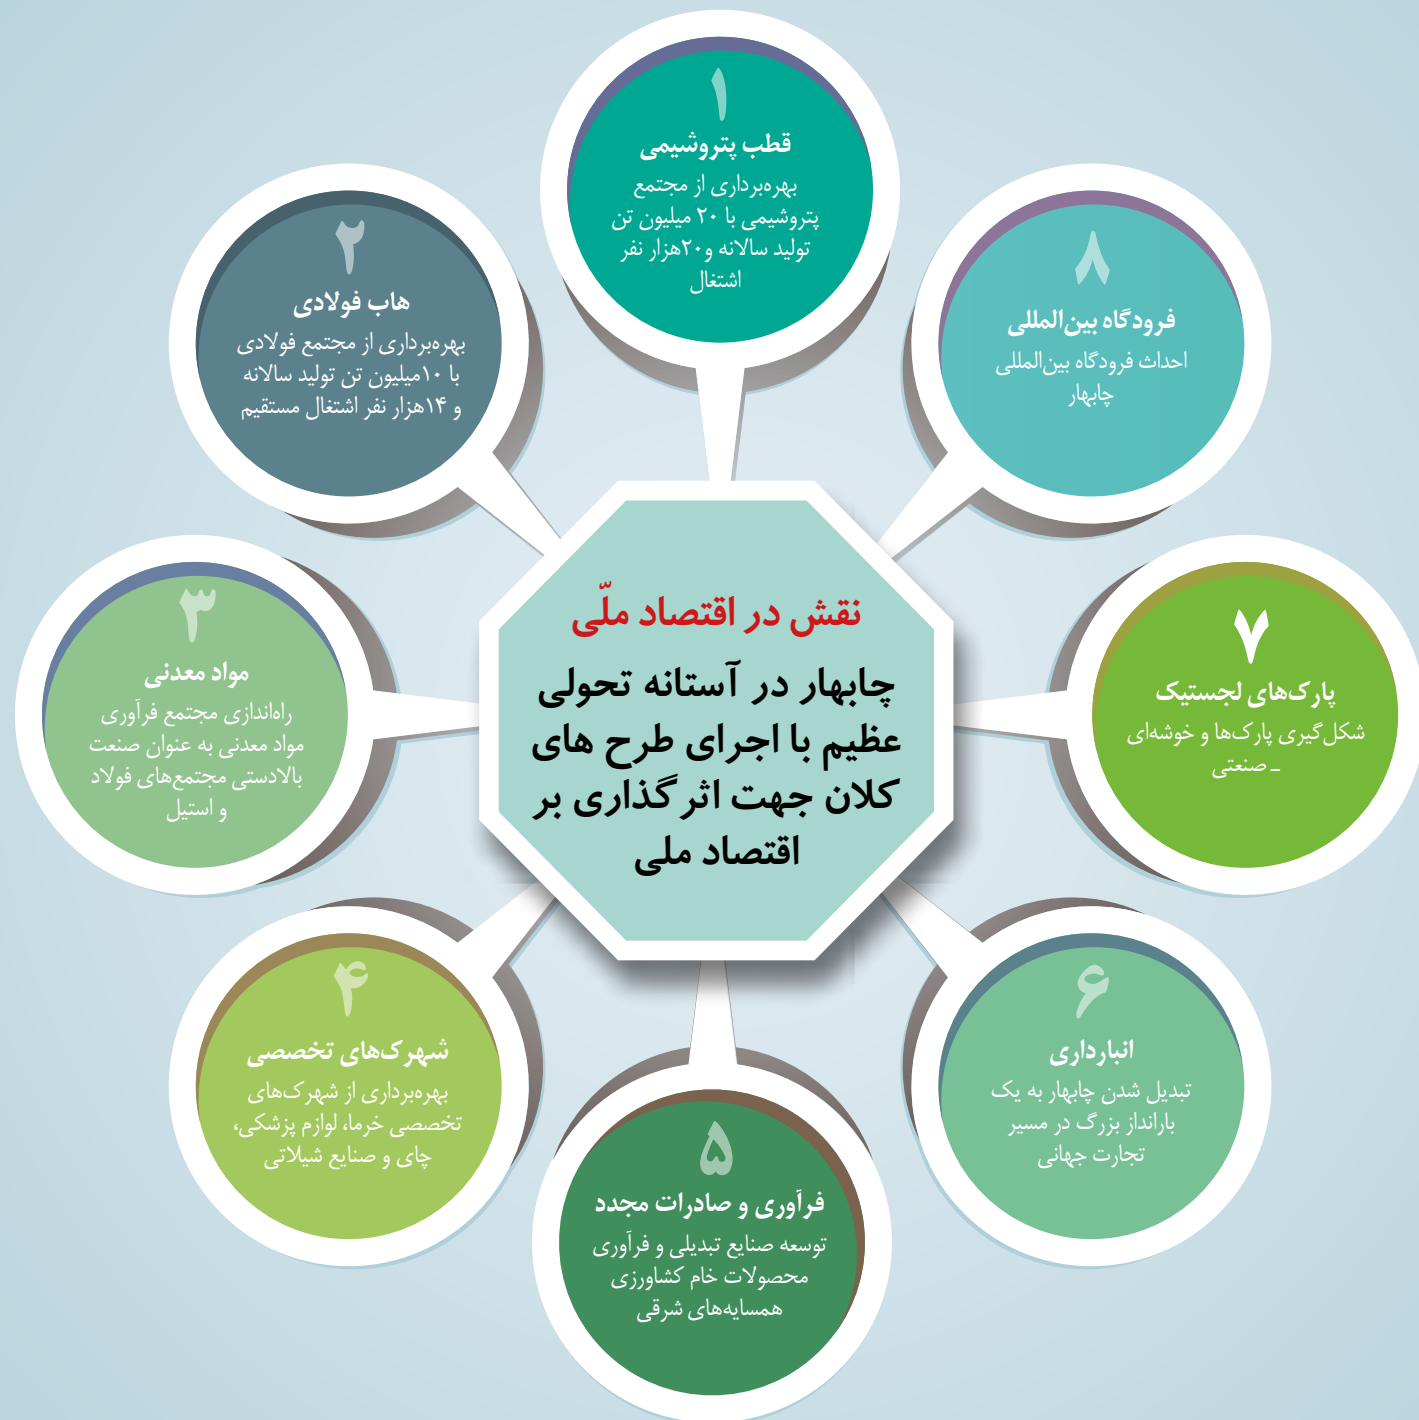 نقش در اقتصاد ملّی
چابهار در آستانه تحولی
عظیم با اجرای طرح های
کلان جهت اثر گذاری بر
اقتصاد ملی
۱
قطب پتروشیمی
بهره‌برداری از مجتمع
پتروشیمی با ۲۰ میلیون تن
تولید سالانه و۲۰هزار نفر
اشتغال
۲
هاب فولادی
بهره‌برداری از مجتمع فولادی
با ۱۰میلیون تن تولید سالانه
و ۱۴هزار نفر اشتغال مستقیم
۳
مواد معدنی
راه‌اندازی مجتمع فرآوری
مواد معدنی به عنوان صنعت
بالادستی مجتمع‌های فولاد
و استیل
۴
شهرک‌های تخصصی
بهره‌برداری از شهرک‌های
تخصصی خرما، لوازم پزشکی،
چای و صنایع شیلاتی
۵
فرآوری و صادرات مجدد
توسعه صنایع تبدیلی و فرآوری
محصولات خام کشاورزی
همسایه‌های شرقی
۶
انبارداری
تبدیل شدن چابهار به یک
بارانداز بزرگ در مسیر
تجارت جهانی
۷
پارک‌های لجستیک
شکل‌گیری پارک‌ها و خوشه‌ای
ـ صنعتی
۸
فرودگاه بین‌المللی
احداث فرودگاه بین‌المللی
چابهار